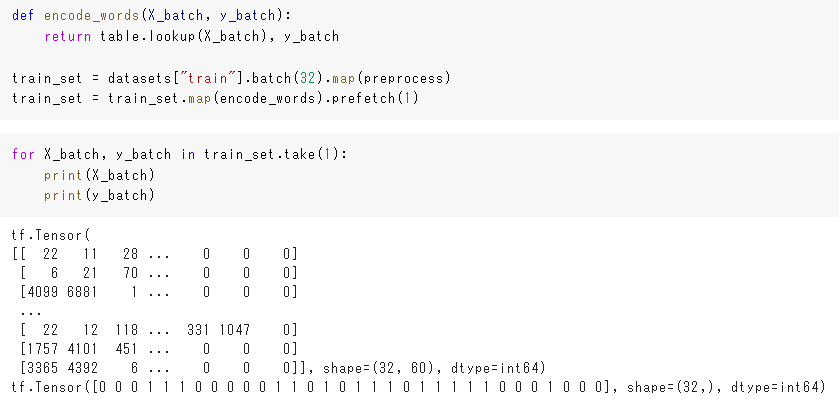 def encode_words(X_batch, y_batch):
    return table.lookup(X_batch), y_batch

train_set = datasets["train"].batch(32).map(preprocess)
train_set = train_set.map(encode_words).prefetch(1)

for X_batch, y_batch in train_set.take(1):
    print(X_batch)
    print(y_batch)

tf.Tensor(
[[  22   11   28 ...    0    0    0]
 [   6   21   70 ...    0    0    0]
 [4099 6881    1 ...    0    0    0]
 ...
 [  22   12  118 ...  331 1047    0]
 [1757 4101  451 ...    0    0    0]
 [3365 4392    6 ...    0    0    0]], shape=(32, 60), dtype=int64)
tf.Tensor([0 0 0 1 1 1 0 0 0 0 0 1 1 0 1 0 1 1 1 0 1 1 1 1 1 0 0 0 1 0 0 0], shape=(32,), dtype=int64)